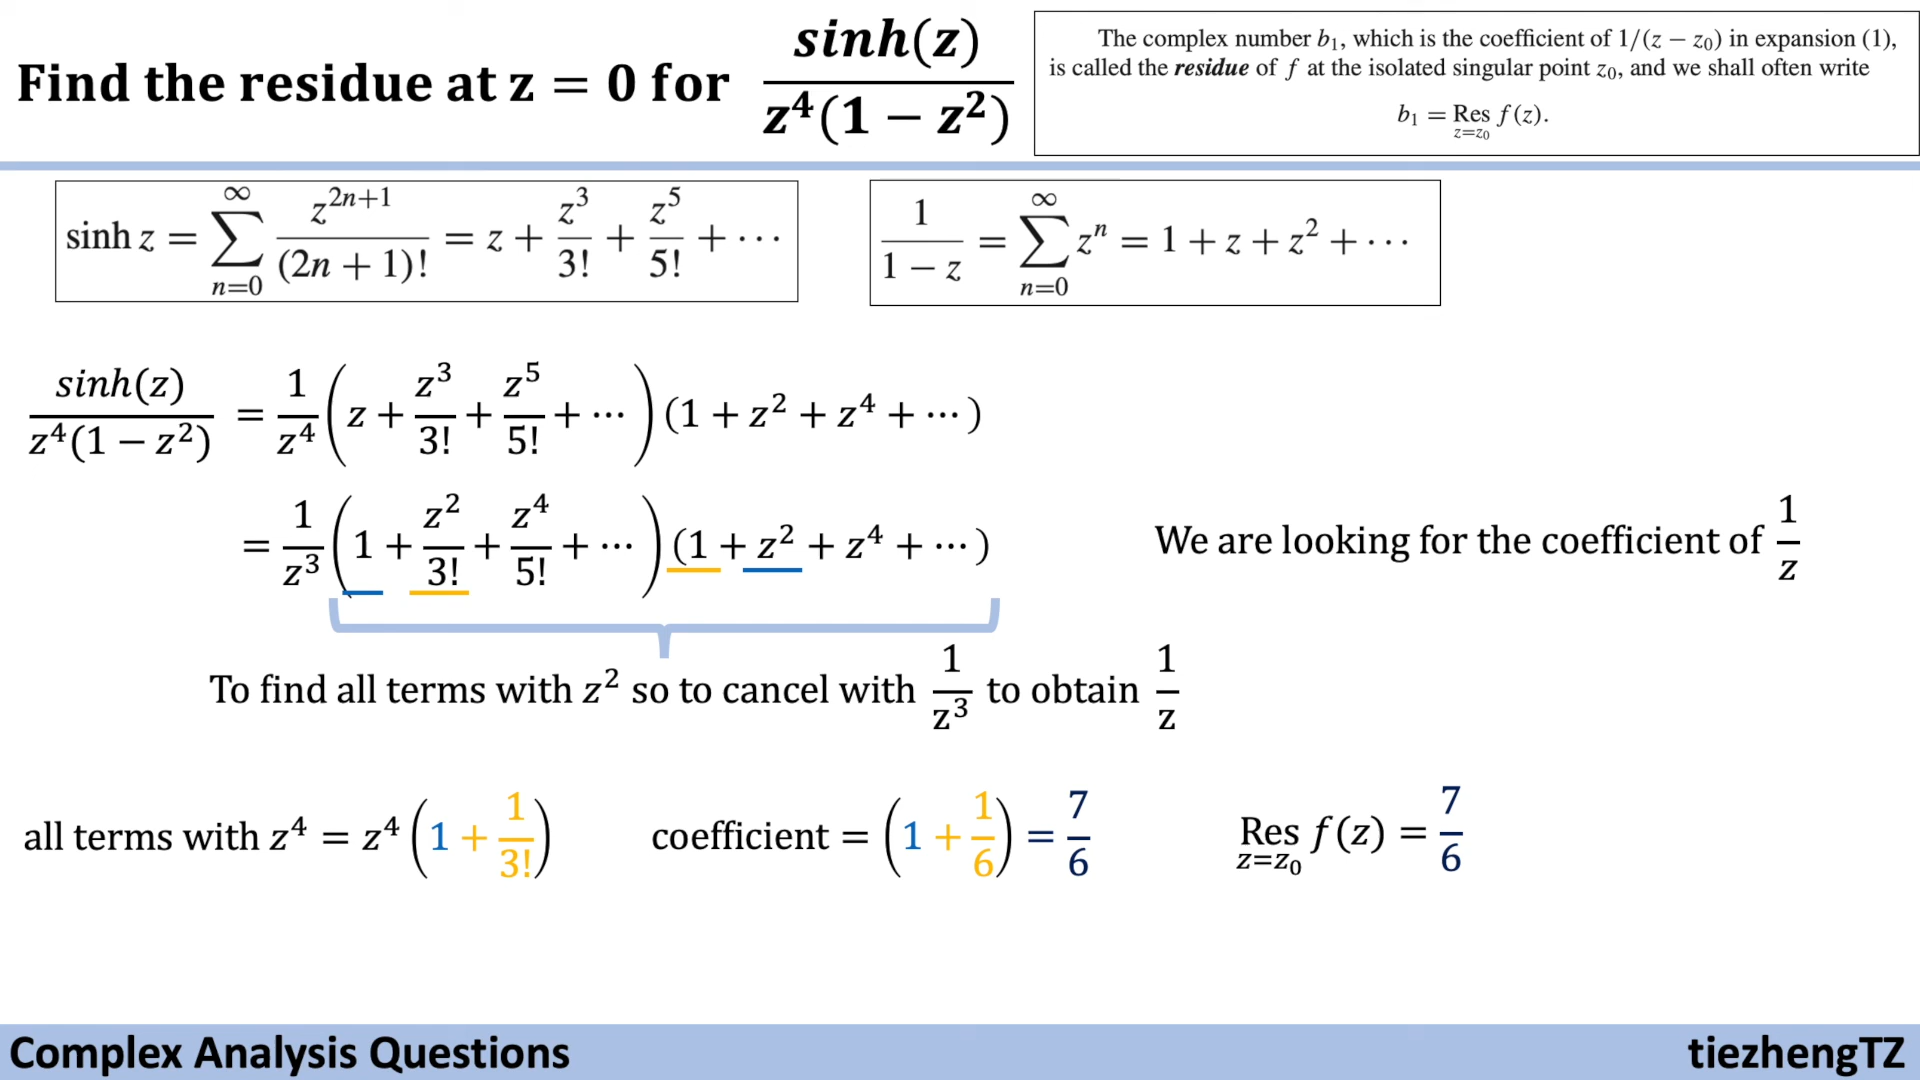 Find the residue at z = 0 for sinh(z) / z⁴(1 − z²)
The complex number b₁, which is the coefficient of 1/(z − z₀) in expansion (1),
is called the residue of f at the isolated singular point z₀, and we shall often write
b₁ = Res f(z).
z=z₀
sinh z = ∑ n=0 ∞ z²ⁿ⁺¹ / (2n + 1)! = z + z³/3! + z⁵/5! + ···
1/(1 − z) = ∑ n=0 ∞ zⁿ = 1 + z + z² + ···
sinh(z) / z⁴(1 − z²) = 1/z⁴ (z + z³/3! + z⁵/5! + ···) (1 + z² + z⁴ + ···)
= 1/z³ (1 + z²/3! + z⁴/5! + ···) (1 + z² + z⁴ + ···)
We are looking for the coefficient of 1/z
To find all terms with z² so to cancel with 1/z³ to obtain 1/z
all terms with z⁴ = z⁴ (1 + 1/3!)
coefficient = (1 + 1/6) = 7/6
Res f(z) = 7/6
z=z₀
Complex Analysis Questions
tiezhengTZ